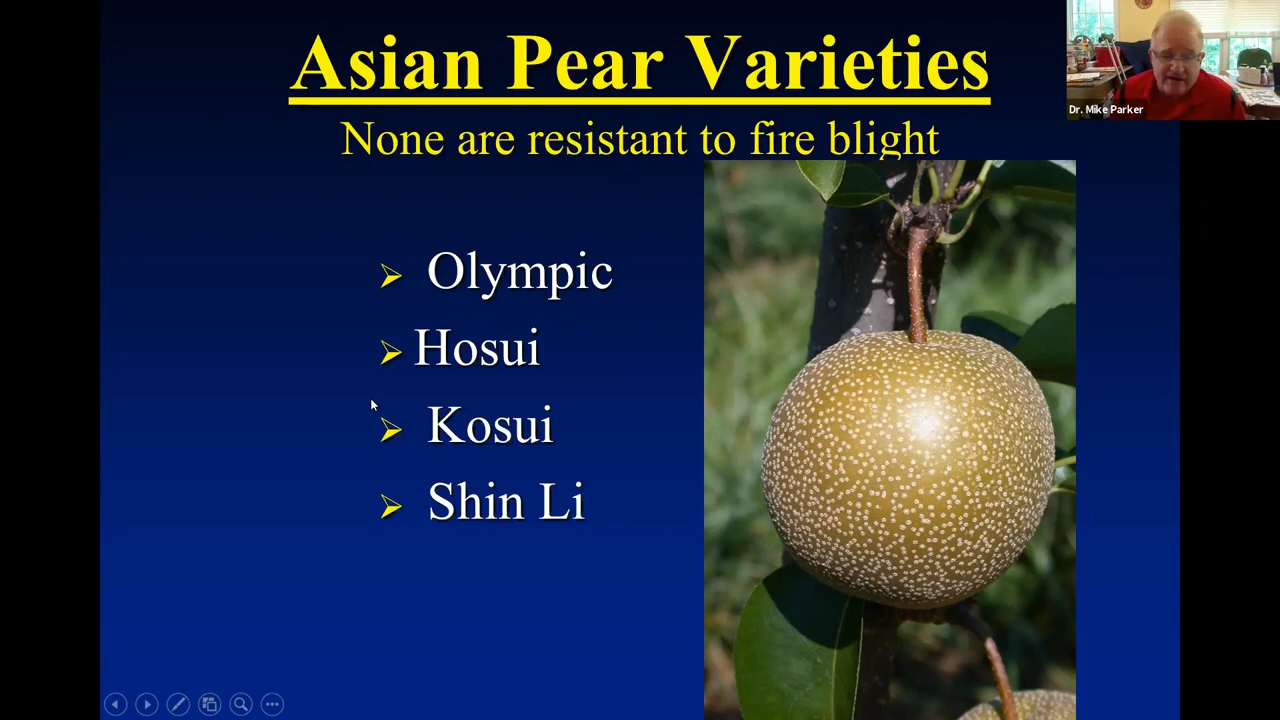 Asian Pear Varieties
Dr. Mike Parker
None are resistant to fire blight
Olympic
Hosui
Kosui
Shin Li